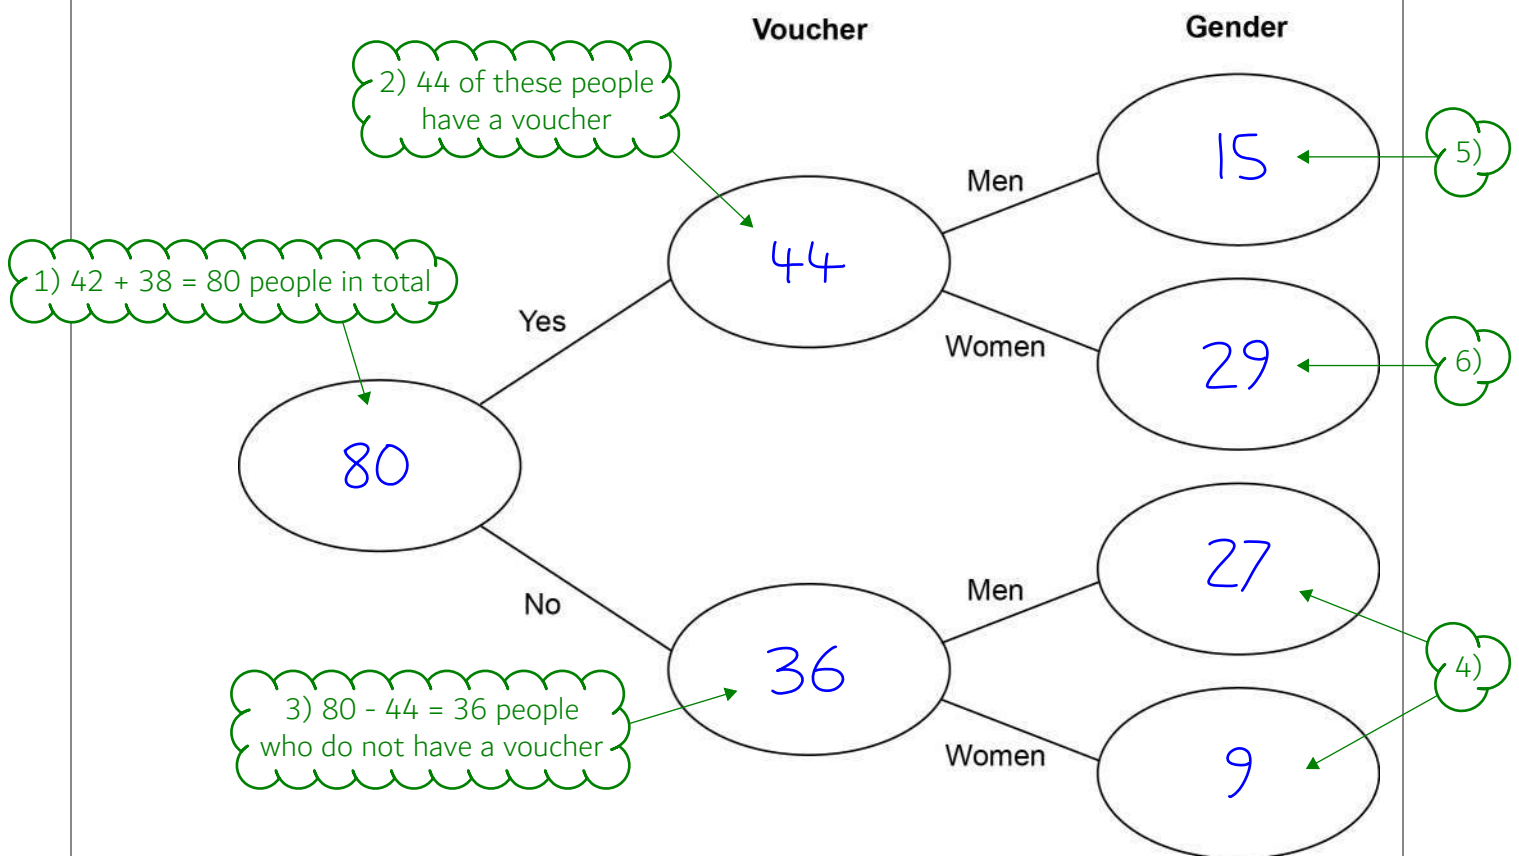 Voucher
Gender
2) 44 of these people
have a voucher
15
5)
Men
44
1) 42 + 38 = 80 people in total
Yes
Women
29
6)
80
No
Men
27
36
4)
3) 80 - 44 = 36 people
who do not have a voucher
Women
9